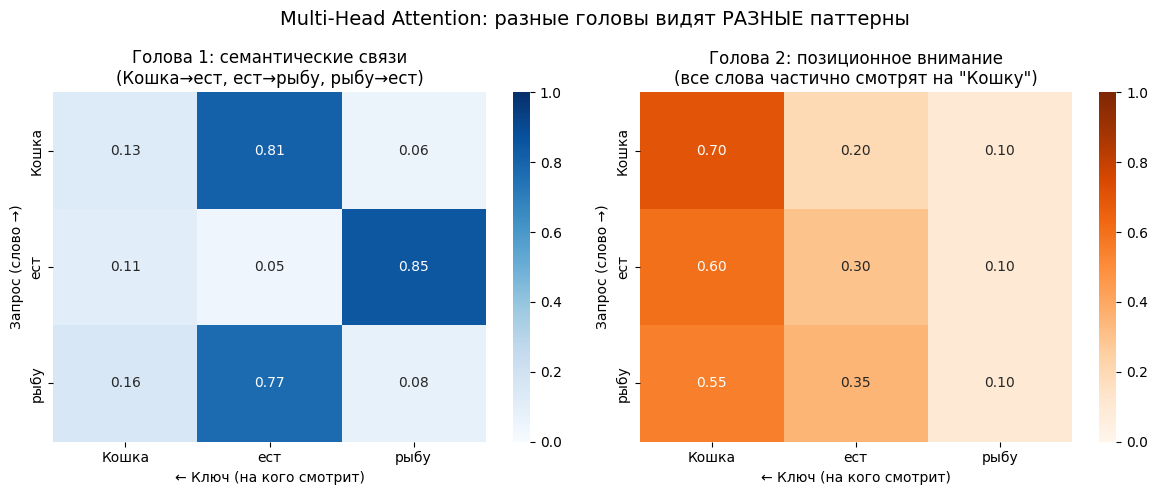 Multi-Head Attention: разные головы видят РАЗНЫЕ паттерны
Голова 1: семантические связи
(Кошка→ест, ест→рыбу, рыбу→ест)
Запрос (слово →)
Кошка
0.13 0.81 0.06
ест
0.11 0.05 0.85
рыбу
0.16 0.77 0.08
Кошка ест рыбу
← Ключ (на кого смотрит)
1.0
0.8
0.6
0.4
0.2
0.0
Голова 2: позиционное внимание
(все слова частично смотрят на "Кошку")
Запрос (слово →)
Кошка
0.70 0.20 0.10
ест
0.60 0.30 0.10
рыбу
0.55 0.35 0.10
Кошка ест рыбу
← Ключ (на кого смотрит)
1.0
0.8
0.6
0.4
0.2
0.0